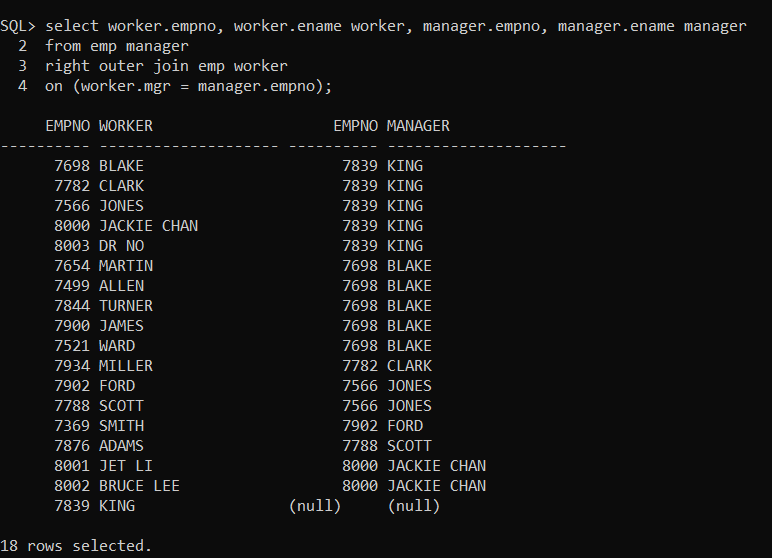 SQL> select worker.empno, worker.ename worker, manager.empno, manager.ename manager
  2  from emp manager
  3  right outer join emp worker
  4  on (worker.mgr = manager.empno);

     EMPNO WORKER                    EMPNO MANAGER
---------- -------------------- ---------- --------------------
      7698 BLAKE                      7839 KING
      7782 CLARK                      7839 KING
      7566 JONES                      7839 KING
      8000 JACKIE CHAN                7839 KING
      8003 DR NO                      7839 KING
      7654 MARTIN                     7698 BLAKE
      7499 ALLEN                      7698 BLAKE
      7844 TURNER                     7698 BLAKE
      7900 JAMES                      7698 BLAKE
      7521 WARD                       7698 BLAKE
      7934 MILLER                     7782 CLARK
      7902 FORD                       7566 JONES
      7788 SCOTT                      7566 JONES
      7369 SMITH                      7902 FORD
      7876 ADAMS                      7788 SCOTT
      8001 JET LI                     8000 JACKIE CHAN
      8002 BRUCE LEE                  8000 JACKIE CHAN
      7839 KING                 (null)     (null)

18 rows selected.